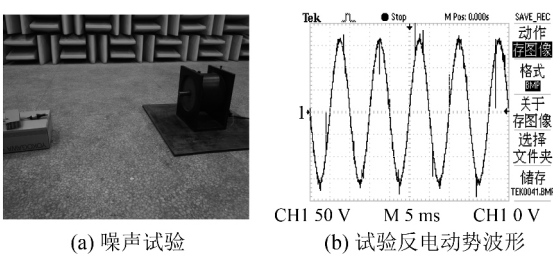 Tek
Stop
M Pos: 0.000s
SAVE_REC
动作
存图像
格式
BMP
关于
存图像
选择
文件夹
储存
TEK0041.BMP
1
CH1 50 V
M 5 ms
CH1 0 V
(a) 噪声试验
(b) 试验反电动势波形